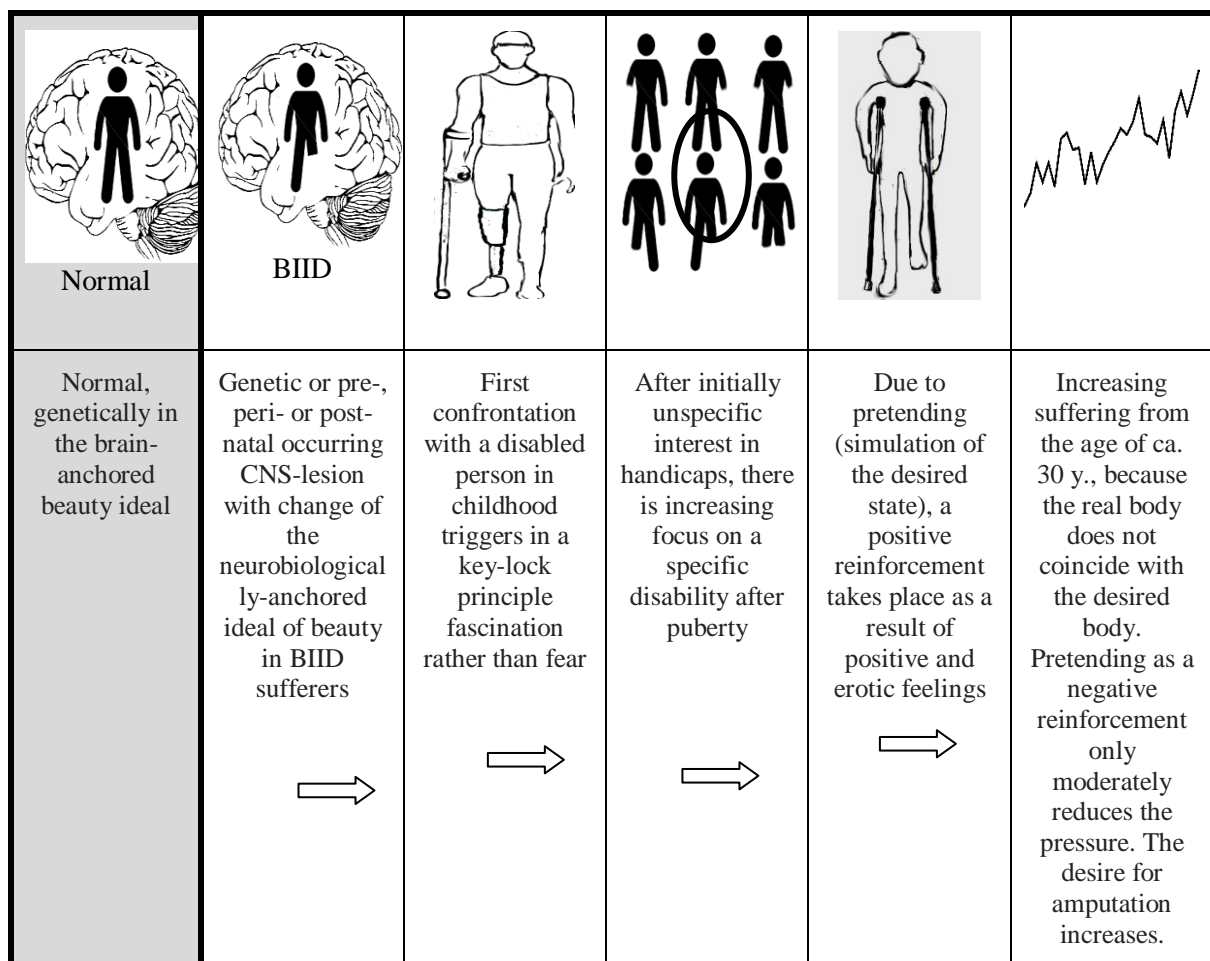 Normal
BIID
Normal,
genetically in
the brain-
anchored
beauty ideal
Genetic or pre-,
peri- or post-
natal occurring
CNS-lesion
with change of
the
neurobiological
ly-anchored
ideal of beauty
in BIID
sufferers
First
confrontation
with a disabled
person in
childhood
triggers in a
key-lock
principle
fascination
rather than fear
After initially
unspecific
interest in
handicaps, there
is increasing
focus on a
specific
disability after
puberty
Due to
pretending
(simulation of
the desired
state), a
positive
reinforcement
takes place as a
result of
positive and
erotic feelings
Increasing
suffering from
the age of ca.
30 y., because
the real body
does not
coincide with
the desired
body.
Pretending as a
negative
reinforcement
only
moderately
reduces the
pressure. The
desire for
amputation
increases.